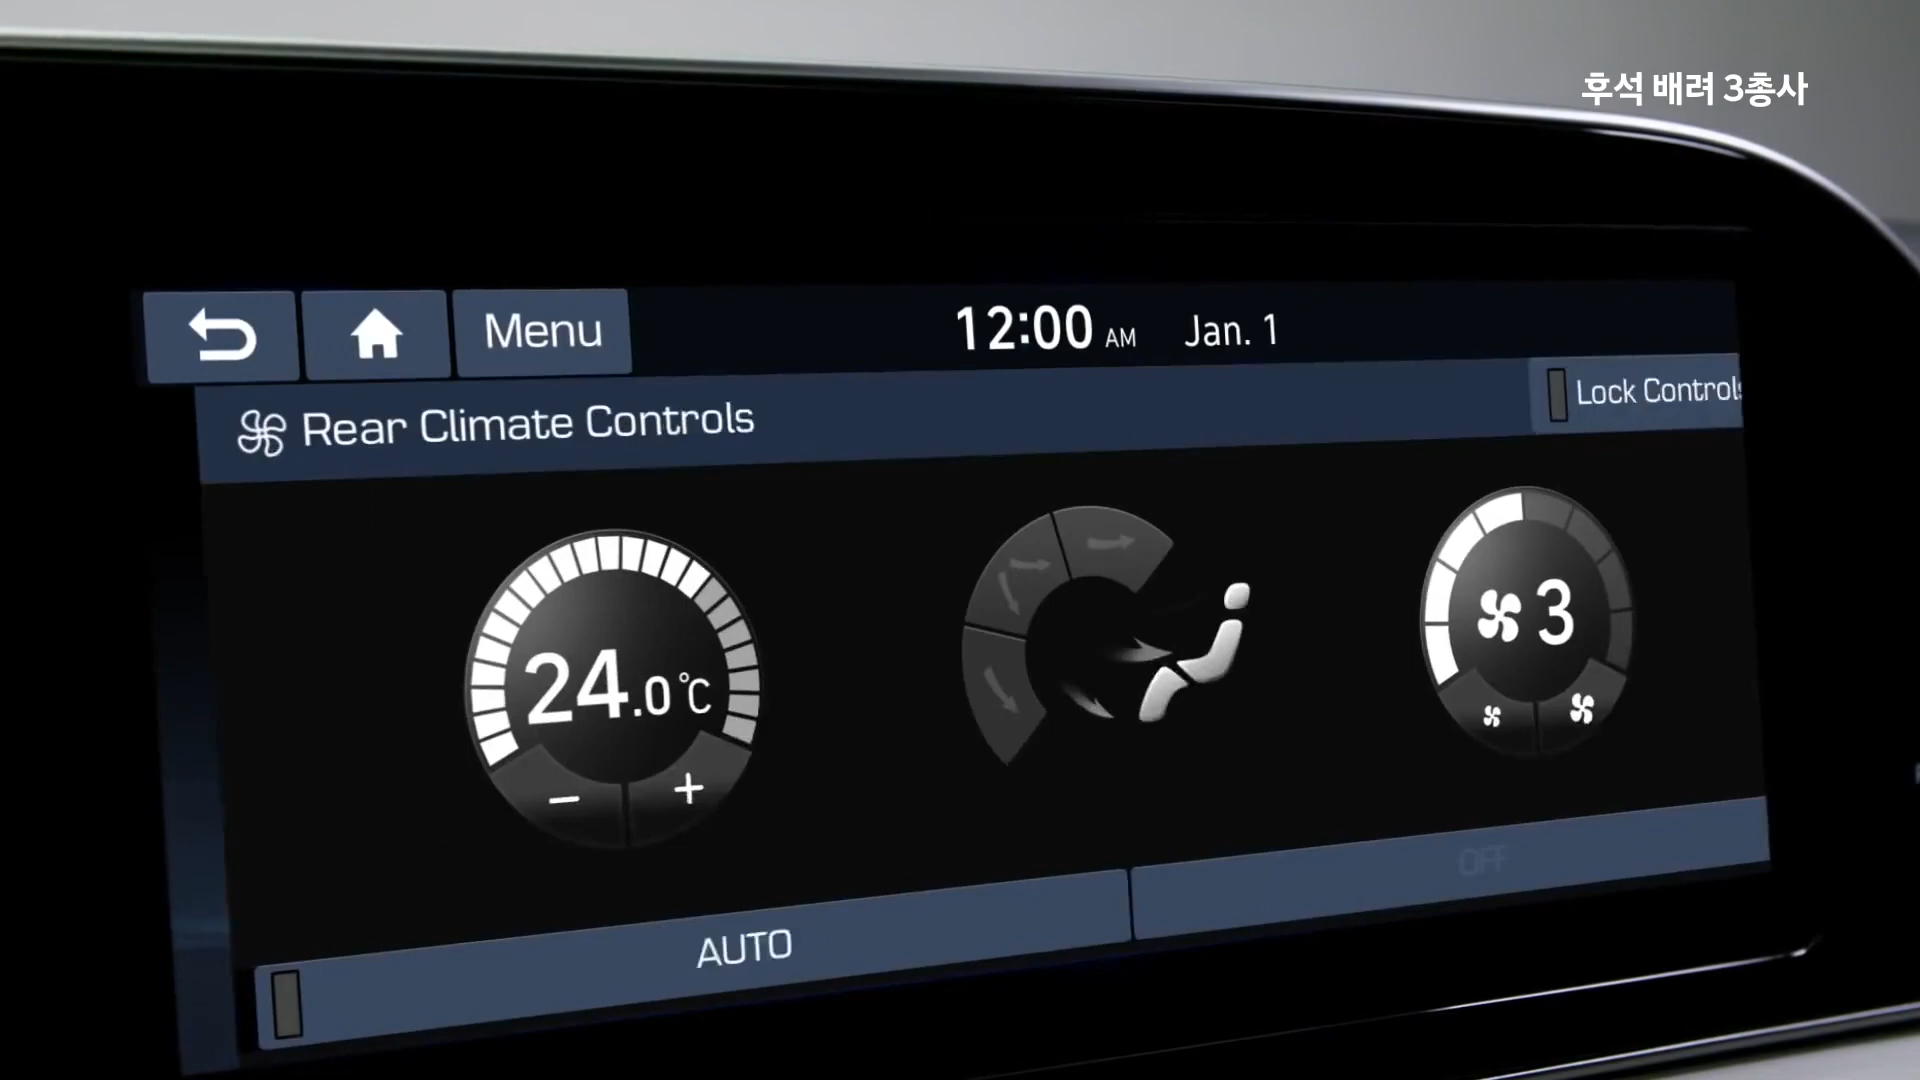 후석 배려 3총사
Menu
12:00 AM Jan. 1
Rear Climate Controls
Lock Controls
24.0°C
3
− +
AUTO
OFF